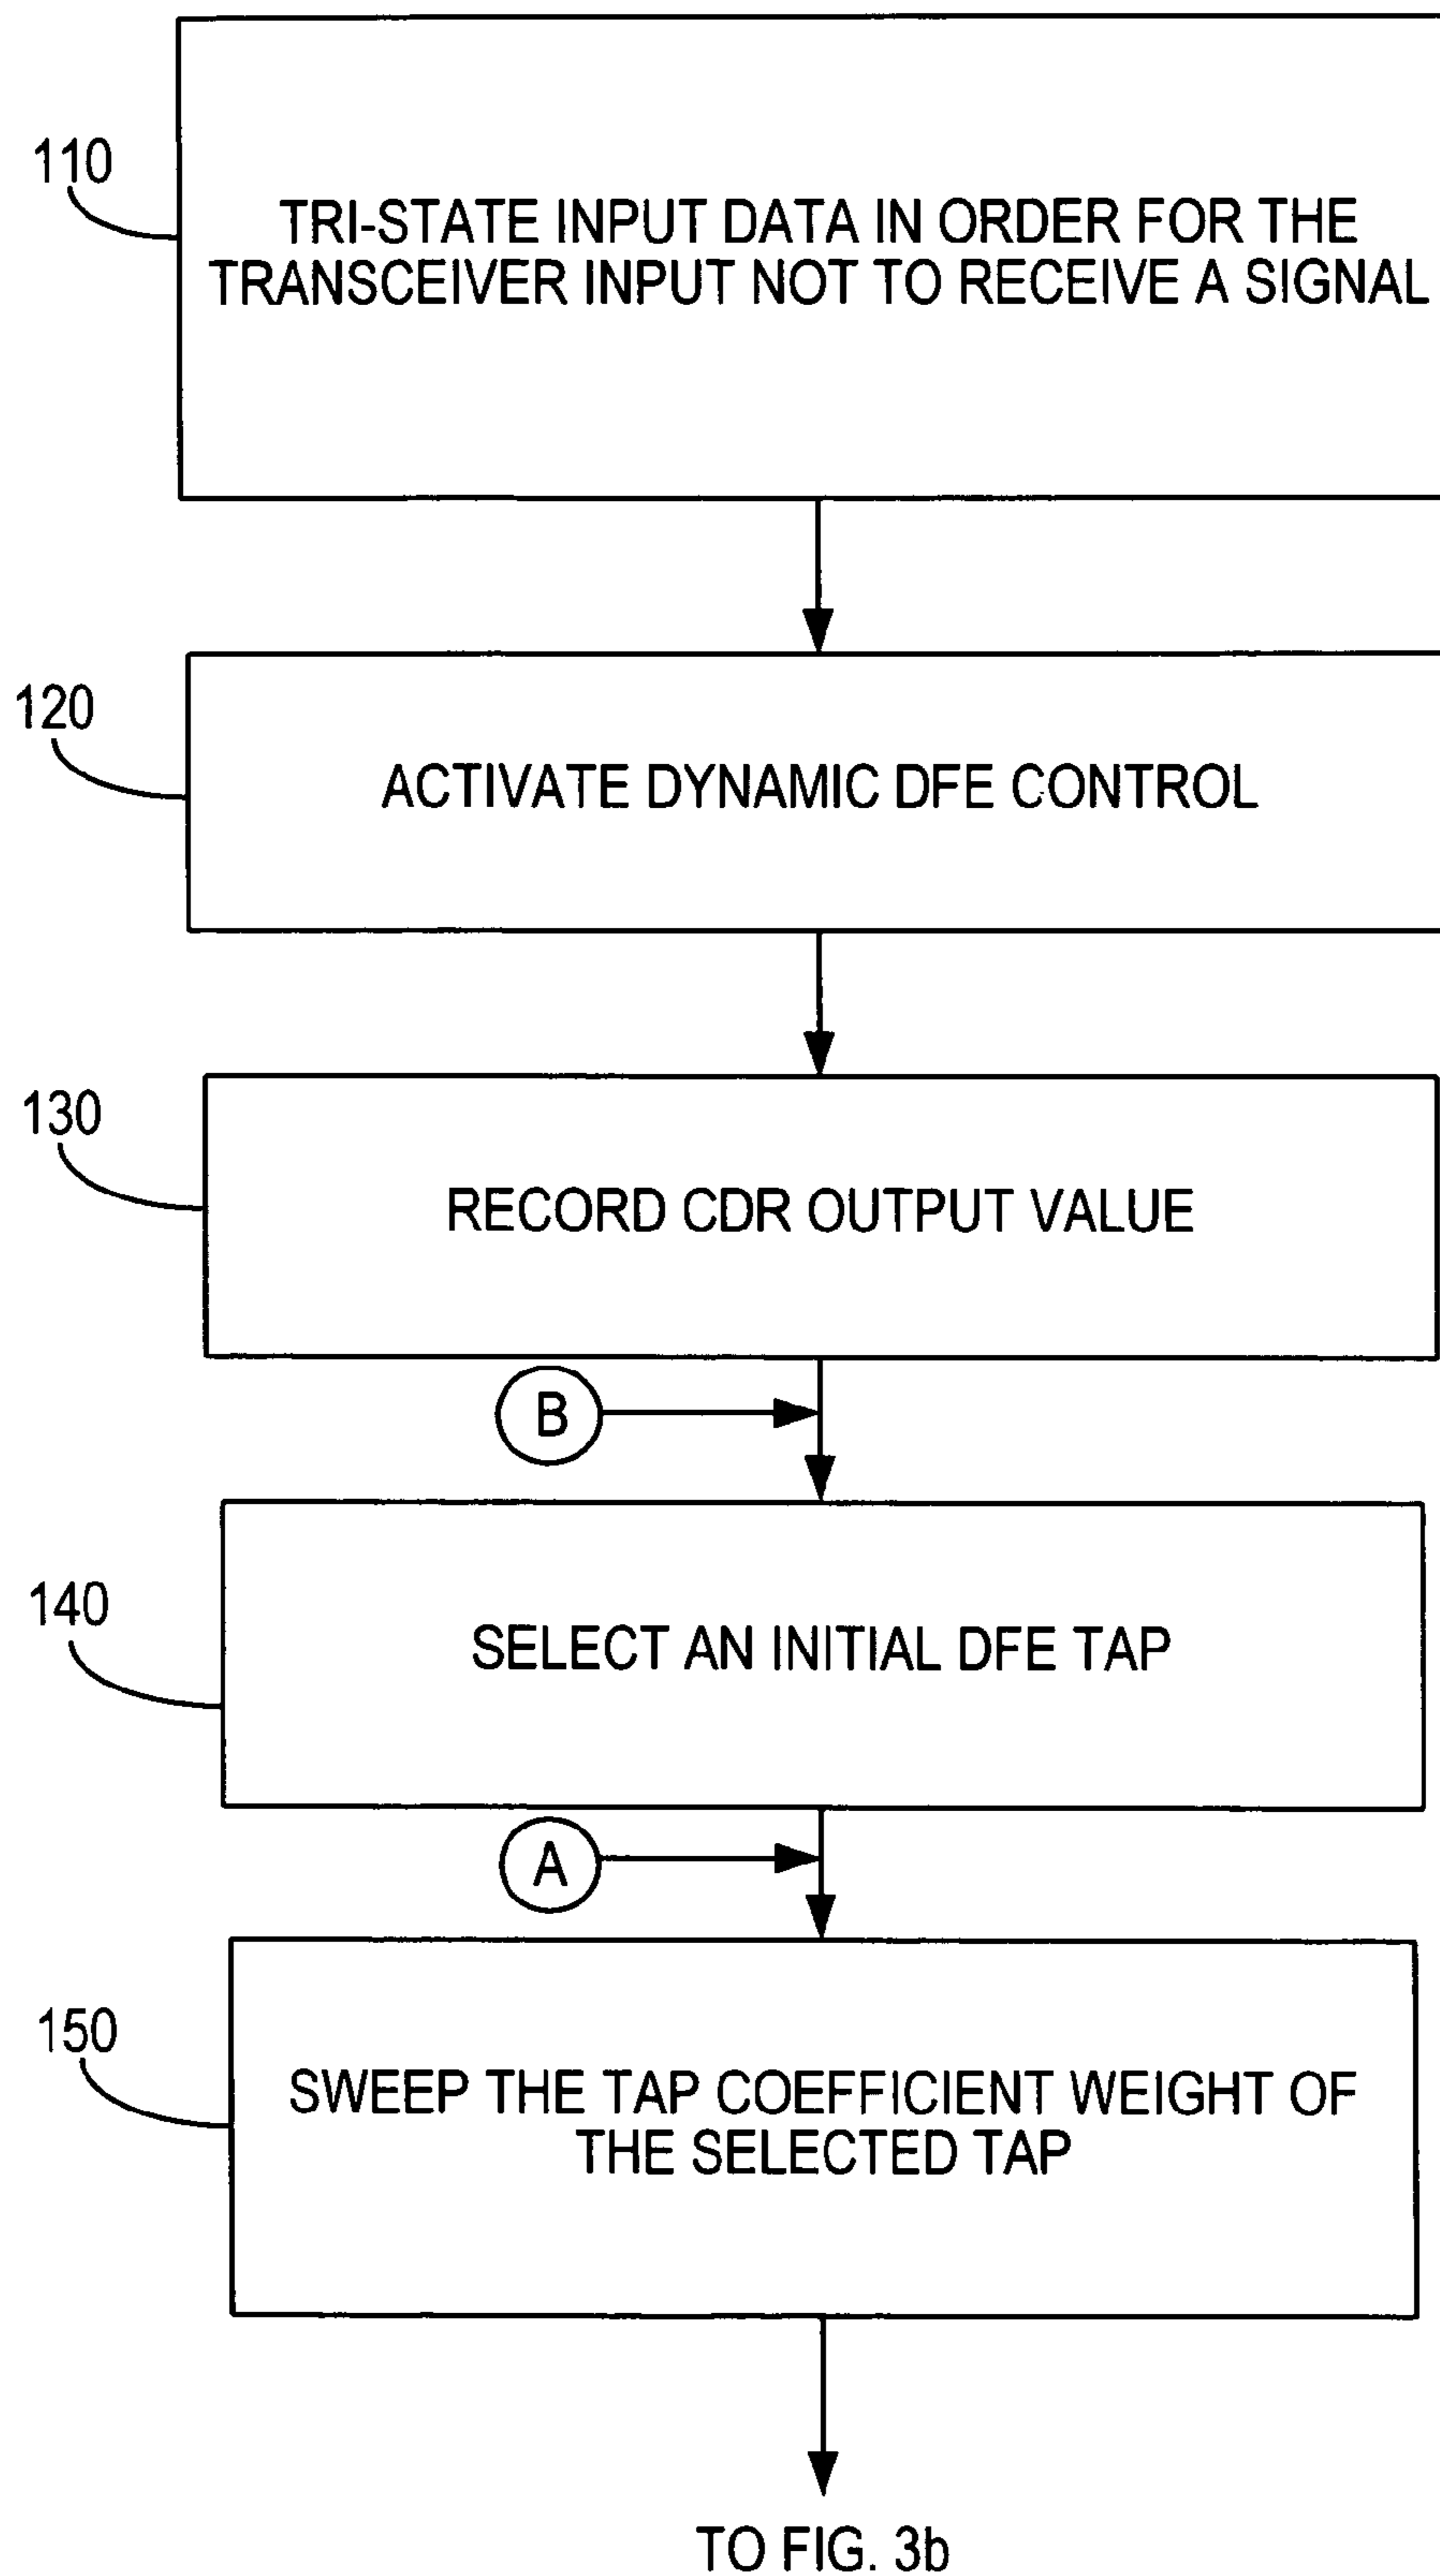 110
TRI-STATE INPUT DATA IN ORDER FOR THE
TRANSCEIVER INPUT NOT TO RECEIVE A SIGNAL
120
ACTIVATE DYNAMIC DFE CONTROL
130
RECORD CDR OUTPUT VALUE
B
140
SELECT AN INITIAL DFE TAP
A
150
SWEEP THE TAP COEFFICIENT WEIGHT OF
THE SELECTED TAP
TO FIG. 3b